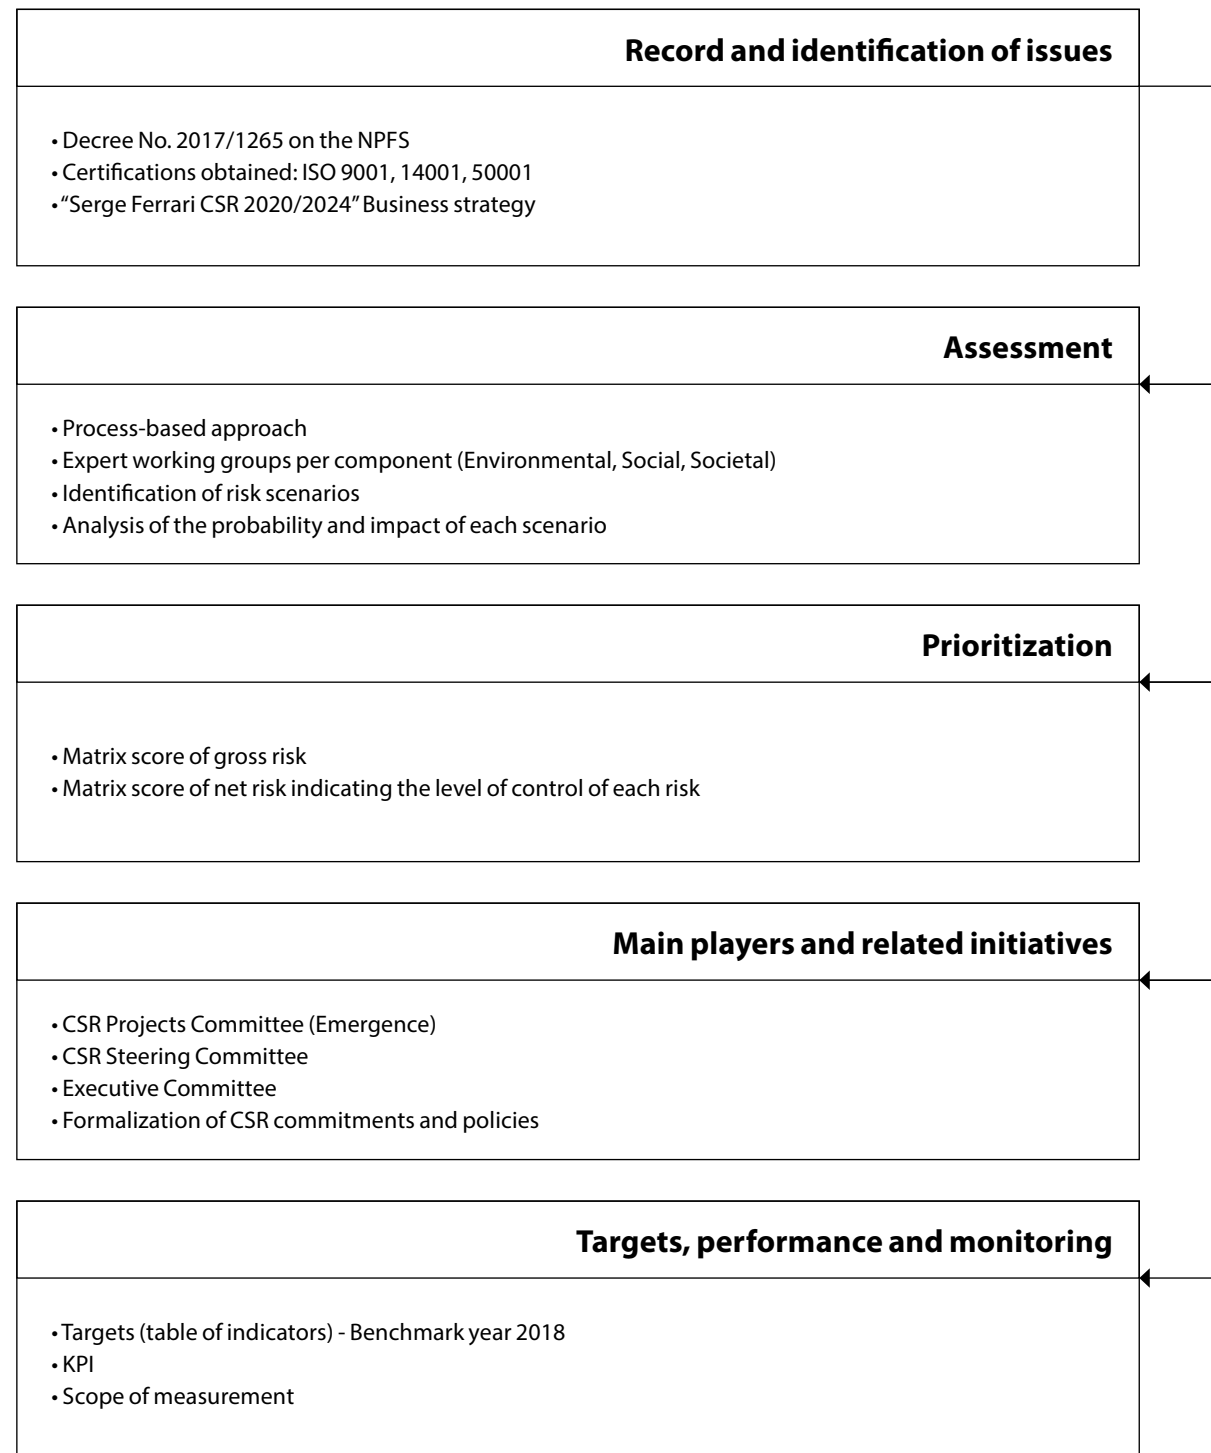 Record and identification of issues
• Decree No. 2017/1265 on the NPFS
• Certifications obtained: ISO 9001, 14001, 50001
• “Serge Ferrari CSR 2020/2024” Business strategy
Assessment
• Process-based approach
• Expert working groups per component (Environmental, Social, Societal)
• Identification of risk scenarios
• Analysis of the probability and impact of each scenario
Prioritization
• Matrix score of gross risk
• Matrix score of net risk indicating the level of control of each risk
Main players and related initiatives
• CSR Projects Committee (Emergence)
• CSR Steering Committee
• Executive Committee
• Formalization of CSR commitments and policies
Targets, performance and monitoring
• Targets (table of indicators) - Benchmark year 2018
• KPI
• Scope of measurement